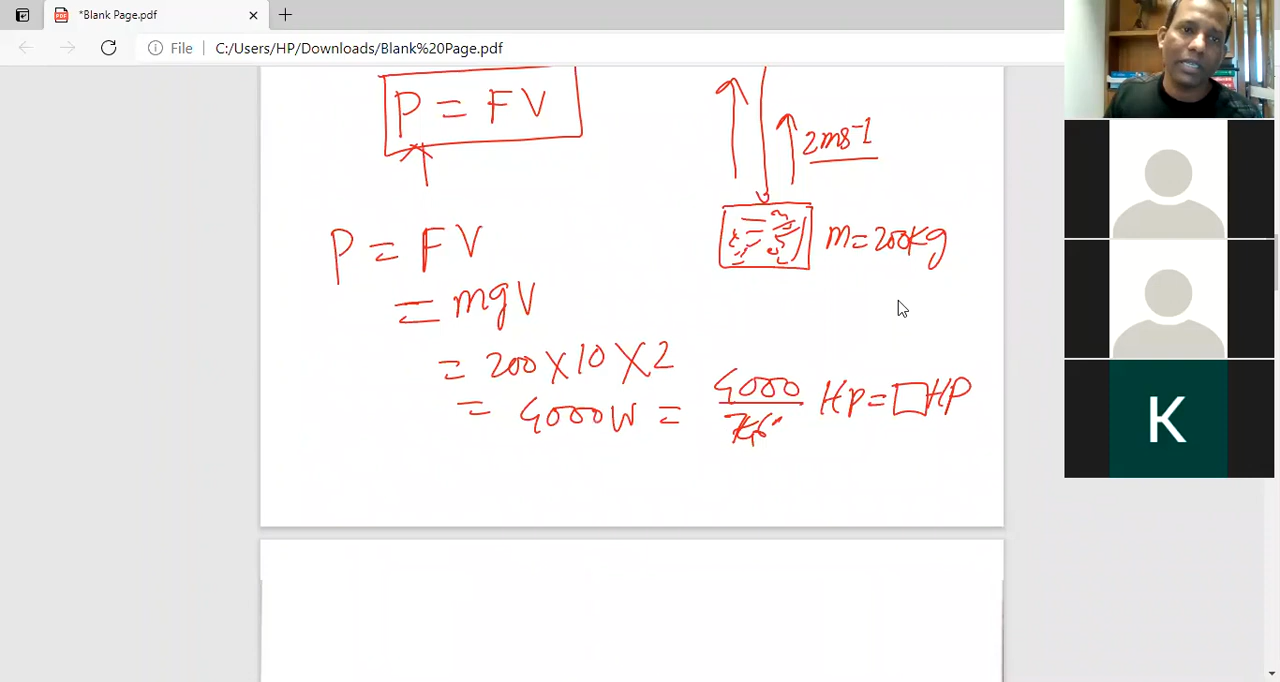 *Blank Page.pdf
File
C:/Users/HP/Downloads/Blank%20Page.pdf
P = FV
2ms⁻¹
P = FV
m=200kg
= mgV
= 200 X 10 X 2
= 4000W = 4000/746 HP = □HP
K